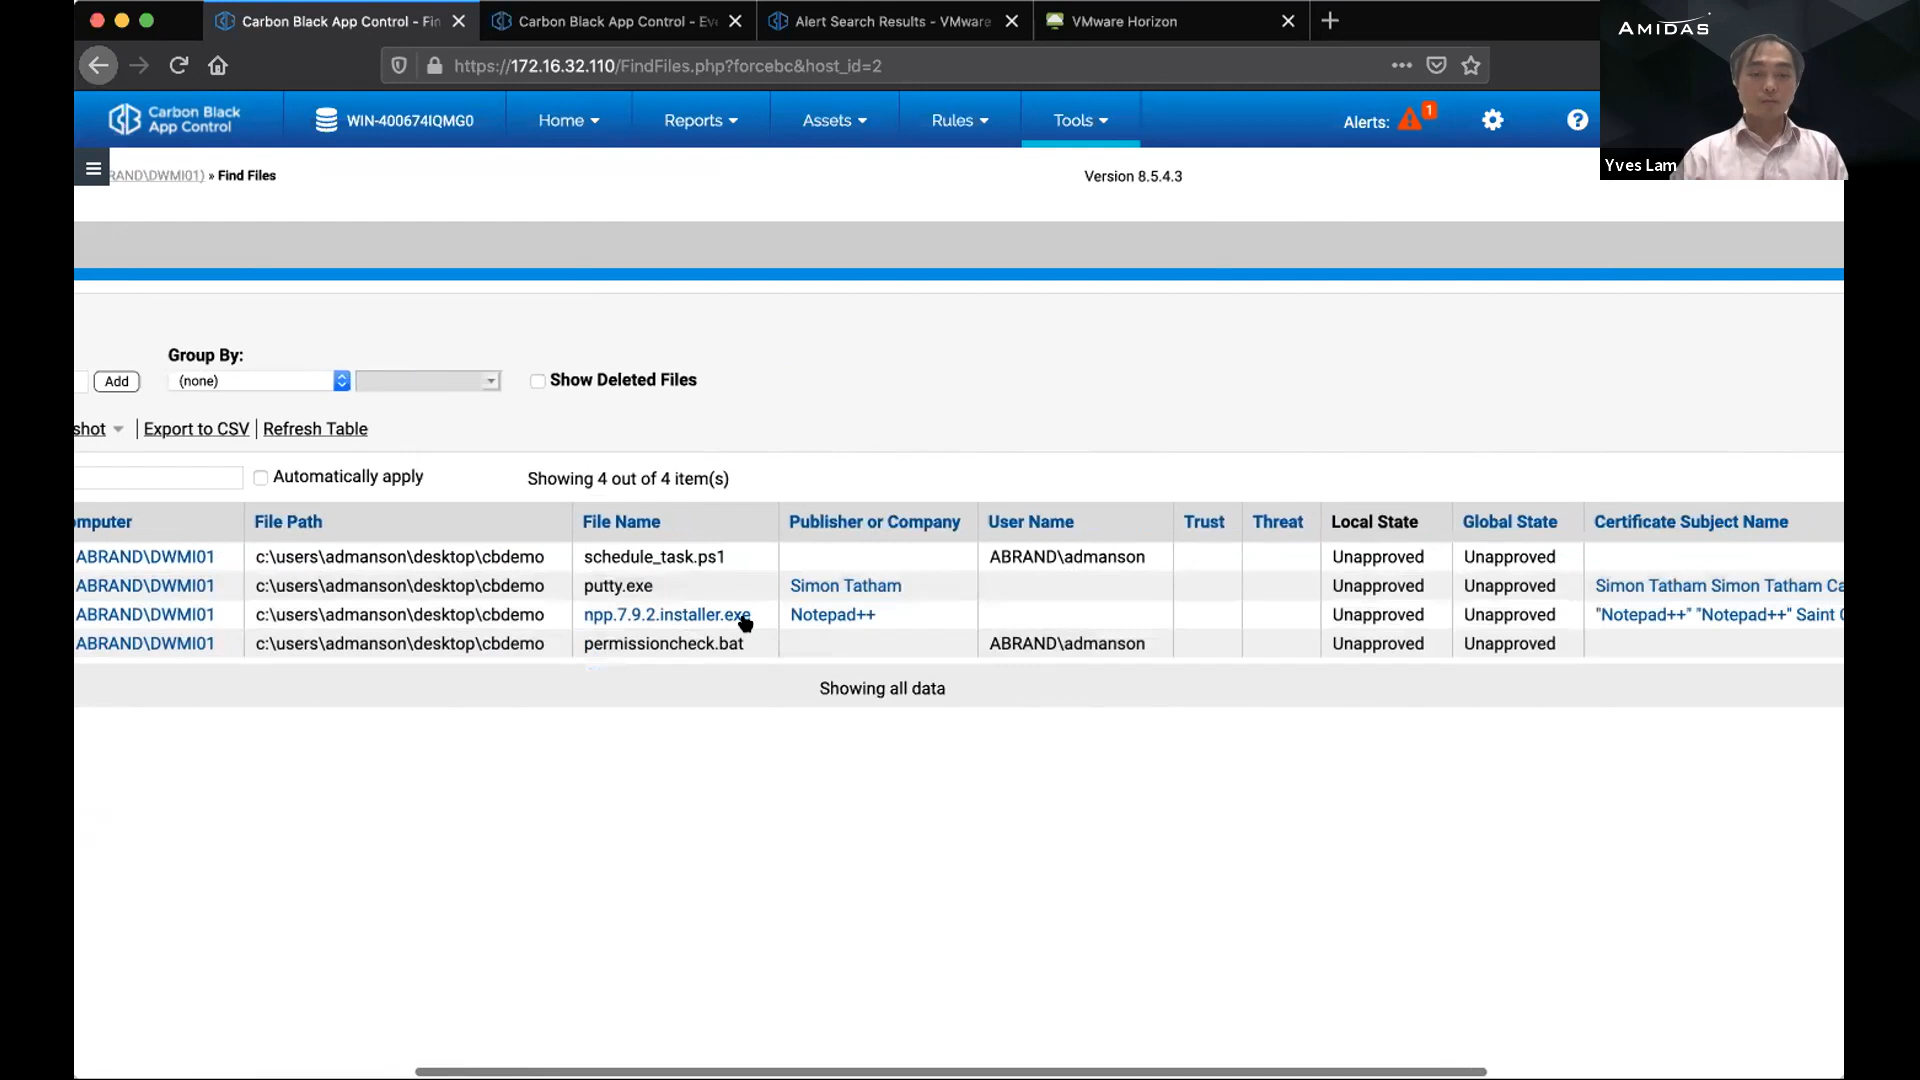 Carbon Black App Control - Fin
Carbon Black App Control - Eve
Alert Search Results - VMware
VMware Horizon
https://172.16.32.110/FindFiles.php?forcebc&host_id=2
AMIDAS
Yves Lam
Carbon Black
App Control
WIN-400674IQMG0
Home
Reports
Assets
Rules
Tools
Alerts: 1
?
RAND\DWMI01) » Find Files
Version 8.5.4.3
Group By:
Add
(none)
Show Deleted Files
shot | Export to CSV | Refresh Table
Automatically apply
Showing 4 out of 4 item(s)
mputer File Path File Name Publisher or Company User Name Trust Threat Local State Global State Certificate Subject Name
ABRAND\DWMI01 c:\users\admanson\desktop\cbdemo schedule_task.ps1 ABRAND\admanson Unapproved Unapproved
ABRAND\DWMI01 c:\users\admanson\desktop\cbdemo putty.exe Simon Tatham Unapproved Unapproved Simon Tatham Simon Tatham Ca
ABRAND\DWMI01 c:\users\admanson\desktop\cbdemo npp.7.9.2.installer.exe Notepad++ Unapproved Unapproved "Notepad++" "Notepad++" Saint
ABRAND\DWMI01 c:\users\admanson\desktop\cbdemo permissioncheck.bat ABRAND\admanson Unapproved Unapproved
Showing all data